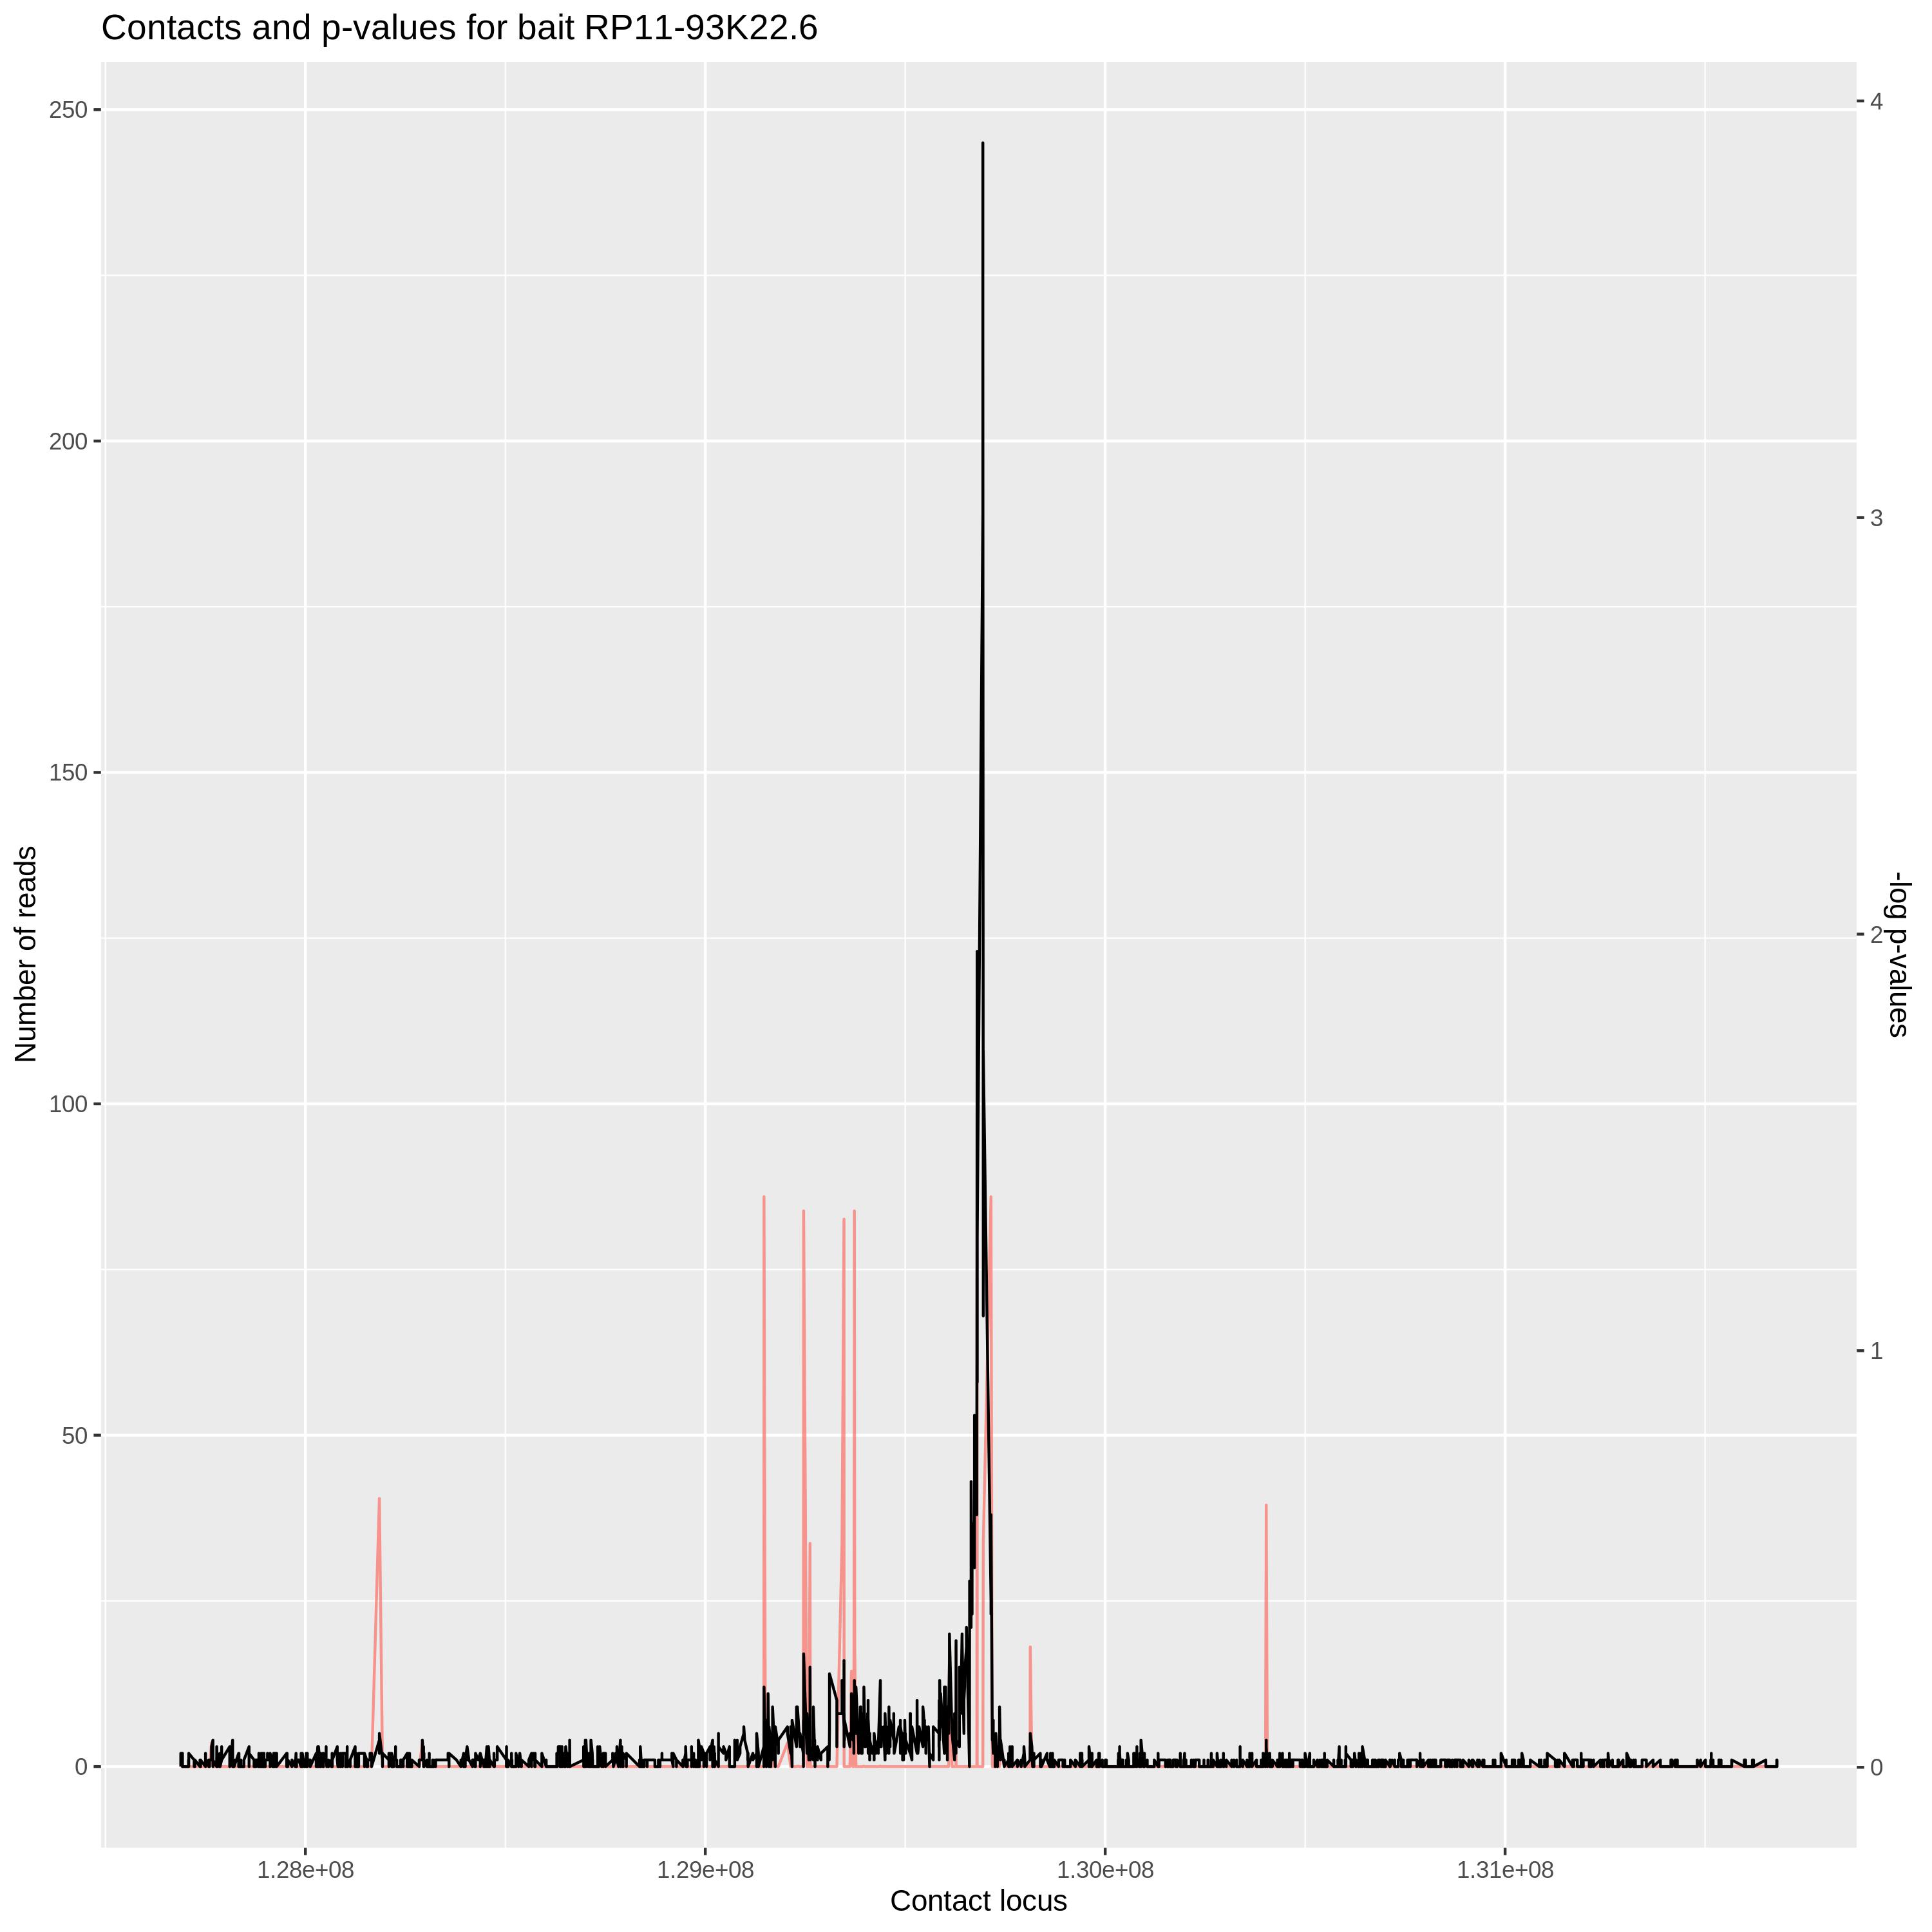 Contacts and p-values for bait RP11-93K22.6
250
200
150
100
50
0
Number of reads
4
3
2
1
0
-log p-values
1.28e+08
1.29e+08
1.30e+08
1.31e+08
Contact locus